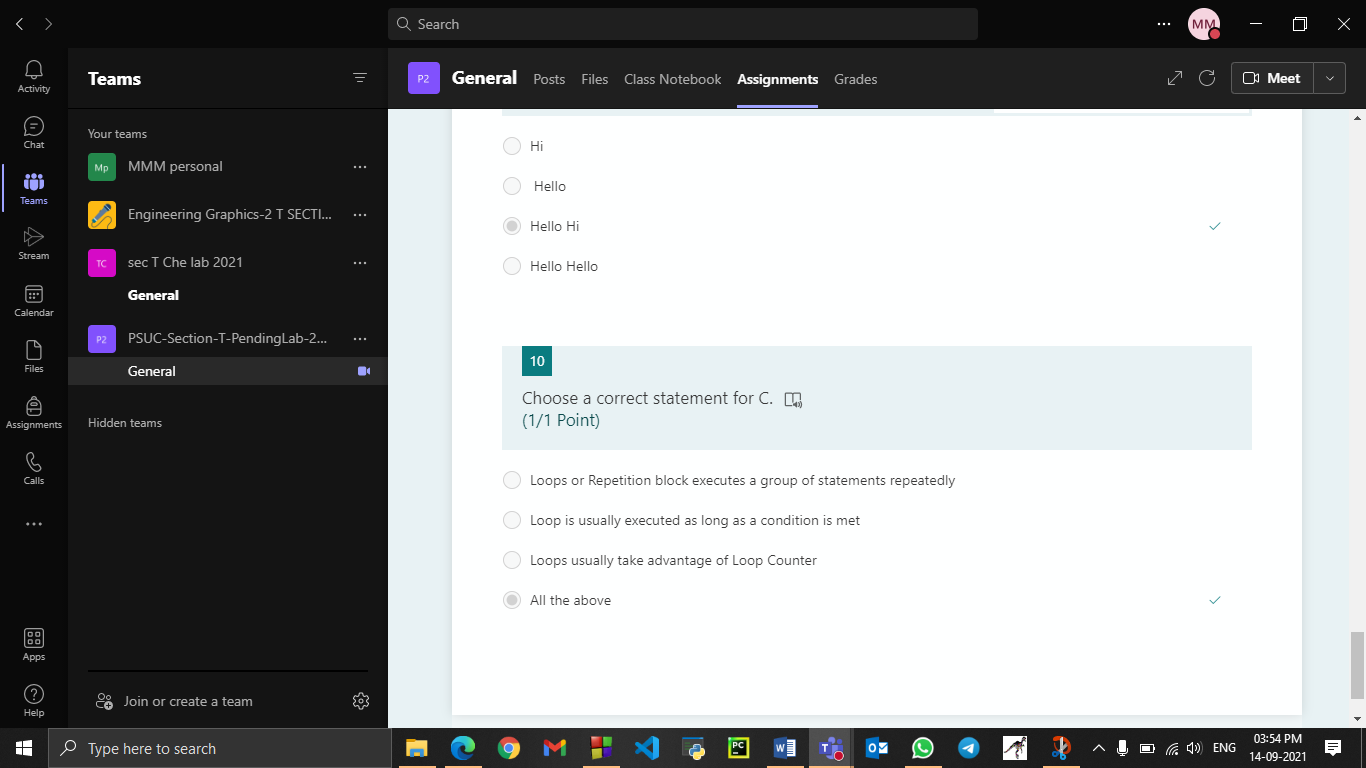 Search
MM
Activity
Chat
Teams
Stream
Calendar
Files
Assignments
Calls
Apps
Help
Teams
Your teams
Mp MMM personal
Engineering Graphics-2 T SECTI...
TC sec T Che lab 2021
General
P2 PSUC-Section-T-PendingLab-2...
General
Hidden teams
Join or create a team
P2 General Posts Files Class Notebook Assignments Grades
Meet
Hi
Hello
Hello Hi
Hello Hello
10
Choose a correct statement for C.
(1/1 Point)
Loops or Repetition block executes a group of statements repeatedly
Loop is usually executed as long as a condition is met
Loops usually take advantage of Loop Counter
All the above
Type here to search
PC
ENG
03:54 PM
14-09-2021